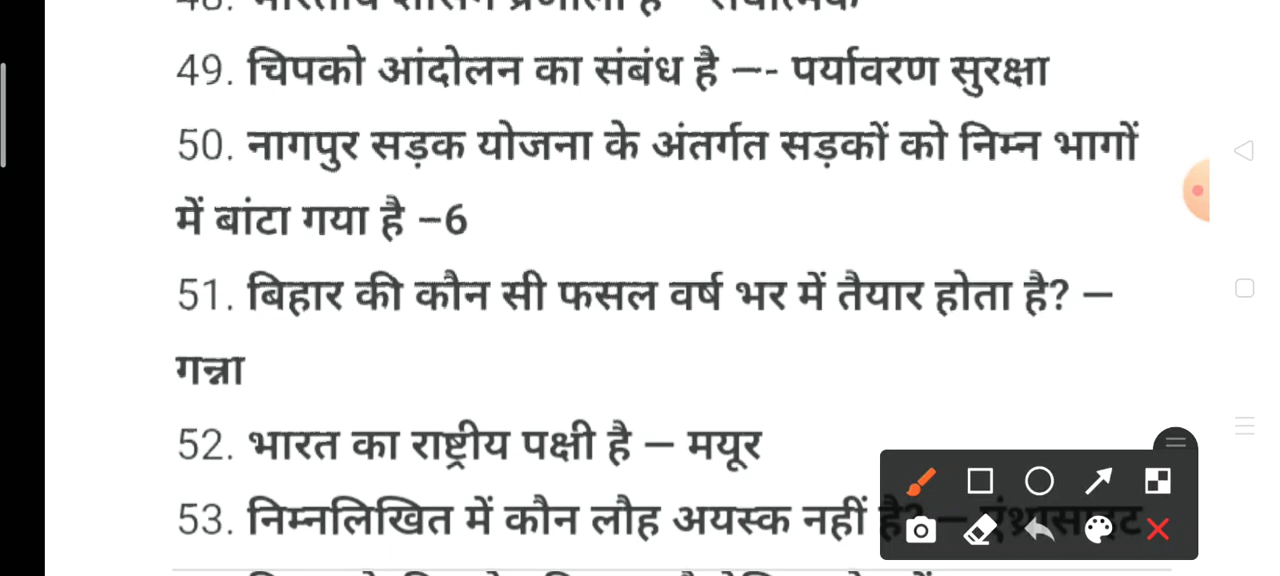 49. चिपको आंदोलन का संबंध है –- पर्यावरण सुरक्षा
50. नागपुर सड़क योजना के अंतर्गत सड़कों को निम्न भागों
में बांटा गया है –6
51. बिहार की कौन सी फसल वर्ष भर में तैयार होता है? –
गन्ना
52. भारत का राष्ट्रीय पक्षी है – मयूर
53. निम्नलिखित में कौन लौह अयस्क नहीं है? –